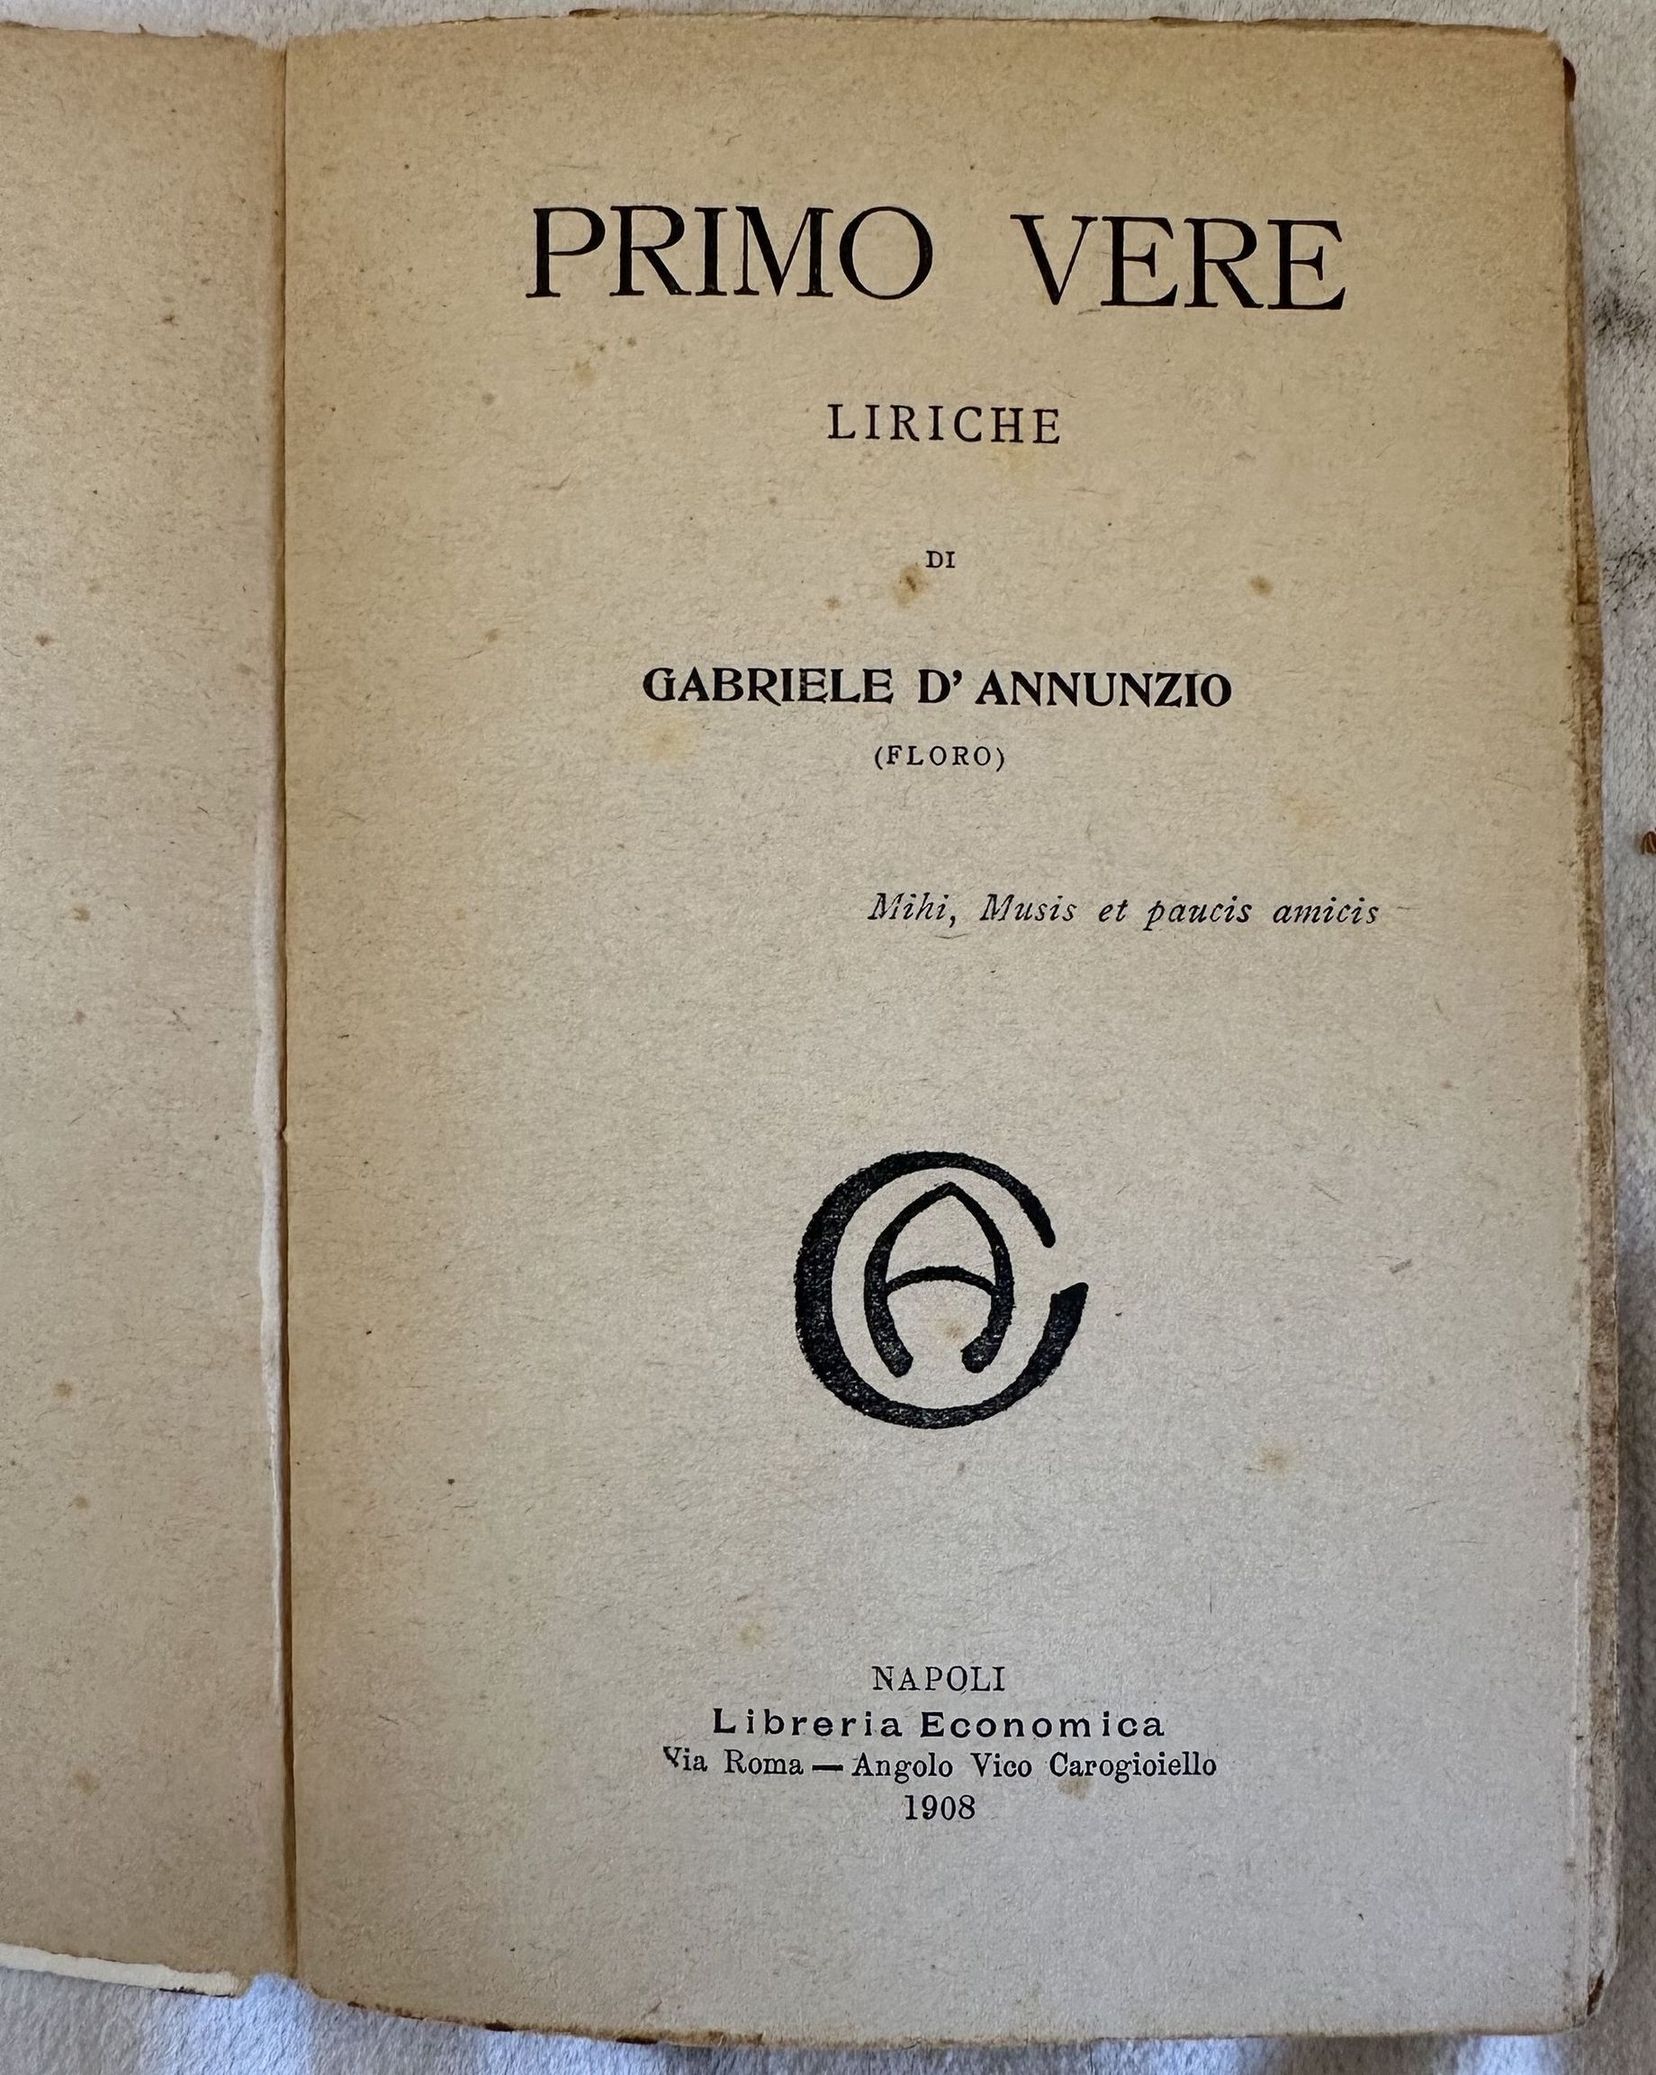 PRIMO VERE
LIRICHE
DI
GABRIELE D' ANNUNZIO
(FLORO)
Mihi, Musis et paucis amicis
CA
NAPOLI
Libreria Economica
Via Roma — Angolo Vico Carogioiello
1908